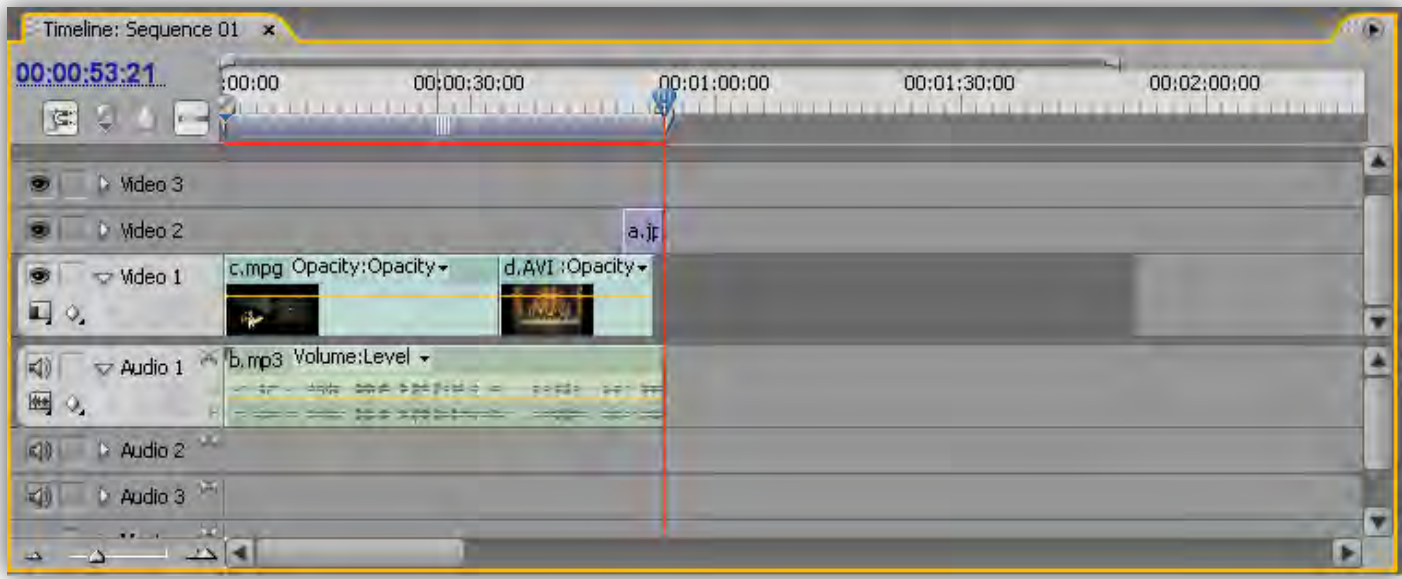 Timeline: Sequence 01 x
00:00:53:21
:00:00 00:00:30:00 00:01:00:00 00:01:30:00 00:02:00:00
Video 3
Video 2
a.jp
Video 1
c.mpg Opacity:Opacity
d.AVI :Opacity
Audio 1
b.mp3 Volume:Level
Audio 2
Audio 3